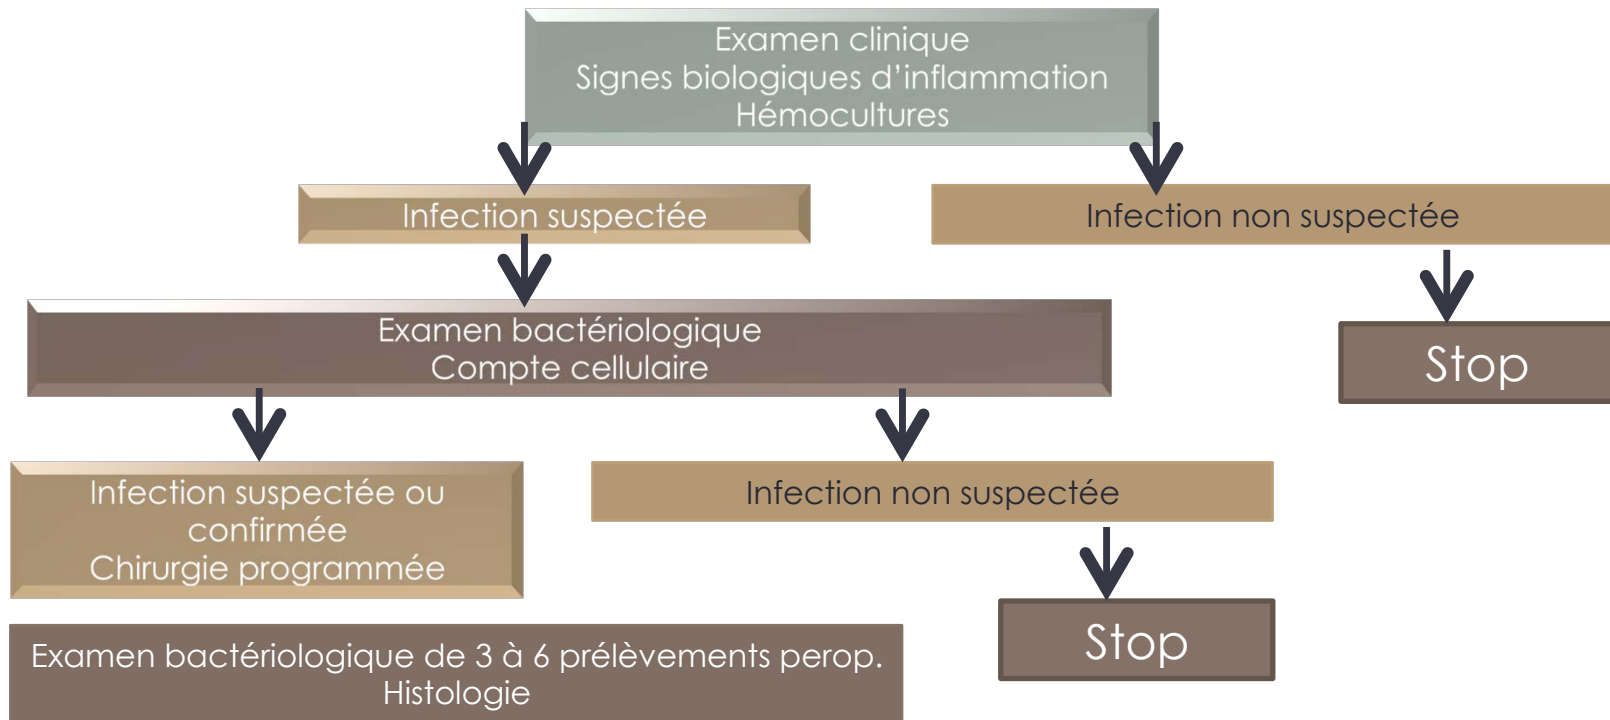 Examen clinique
Signes biologiques d’inflammation
Hémocultures
Infection suspectée
Infection non suspectée
Examen bactériologique
Compte cellulaire
Stop
Infection suspectée ou
confirmée
Chirurgie programmée
Infection non suspectée
Stop
Examen bactériologique de 3 à 6 prélèvements perop.
Histologie